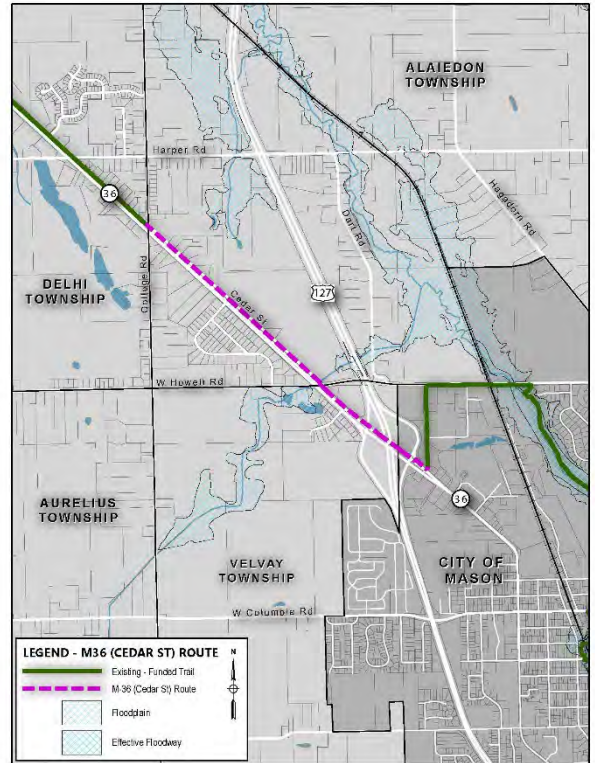 ALAIEDON
TOWNSHIP
Harper Rd
36
Hagadorn Rd
Dart Rd
DELHI
TOWNSHIP
College Rd
Cedar St
127
W Howell Rd
AURELIUS
TOWNSHIP
36
VELVAY
TOWNSHIP
CITY OF
MASON
W Columbia Rd
LEGEND - M36 (CEDAR ST) ROUTE
N
Existing - Funded Trail
M-36 (Cedar St) Route
Floodplain
Effective Floodway